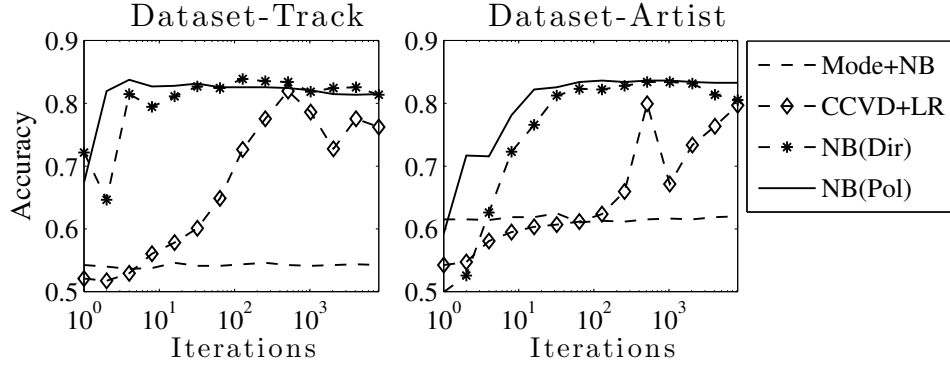 Dataset-Track
Dataset-Artist
Accuracy
0.9
0.8
0.7
0.6
0.5
10^0
10^1
10^2
10^3
Iterations
0.9
0.8
0.7
0.6
0.5
10^0
10^1
10^2
10^3
Iterations
Mode+NB
CCVD+LR
NB(Dir)
NB(Pol)